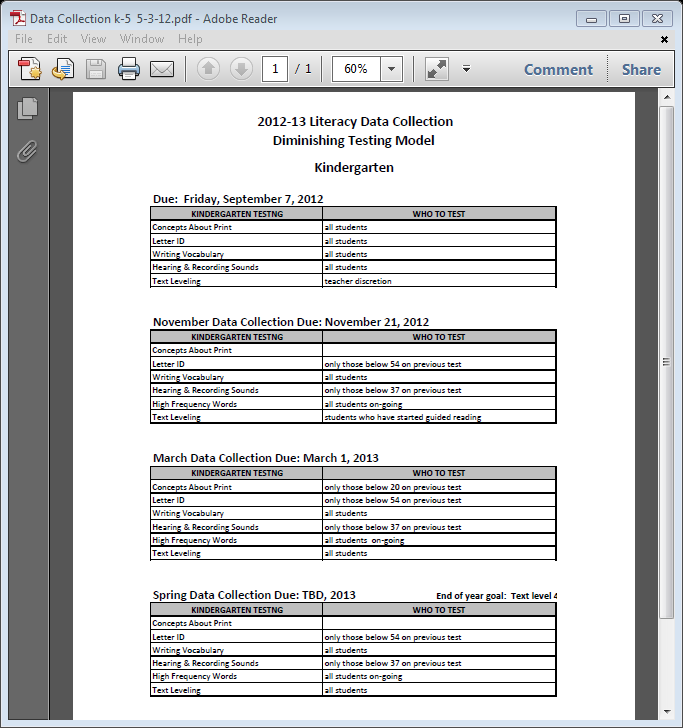 Data Collection k-5 5-3-12.pdf - Adobe Reader
File Edit View Window Help
1 / 1 60% Comment Share
2012-13 Literacy Data Collection
Diminishing Testing Model
Kindergarten
Due: Friday, September 7, 2012
KINDERGARTEN TESTNG WHO TO TEST
Concepts About Print all students
Letter ID all students
Writing Vocabulary all students
Hearing & Recording Sounds all students
Text Leveling teacher discretion
November Data Collection Due: November 21, 2012
KINDERGARTEN TESTNG WHO TO TEST
Concepts About Print
Letter ID only those below 54 on previous test
Writing Vocabulary all students
Hearing & Recording Sounds only those below 37 on previous test
High Frequency Words all students on-going
Text Leveling students who have started guided reading
March Data Collection Due: March 1, 2013
KINDERGARTEN TESTNG WHO TO TEST
Concepts About Print only those below 20 on previous test
Letter ID only those below 54 on previous test
Writing Vocabulary all students
Hearing & Recording Sounds only those below 37 on previous test
High Frequency Words all students on-going
Text Leveling all students
Spring Data Collection Due: TBD, 2013 End of year goal: Text level 4
KINDERGARTEN TESTNG WHO TO TEST
Concepts About Print
Letter ID only those below 54 on previous test
Writing Vocabulary all students
Hearing & Recording Sounds only those below 37 on previous test
High Frequency Words all students on-going
Text Leveling all students